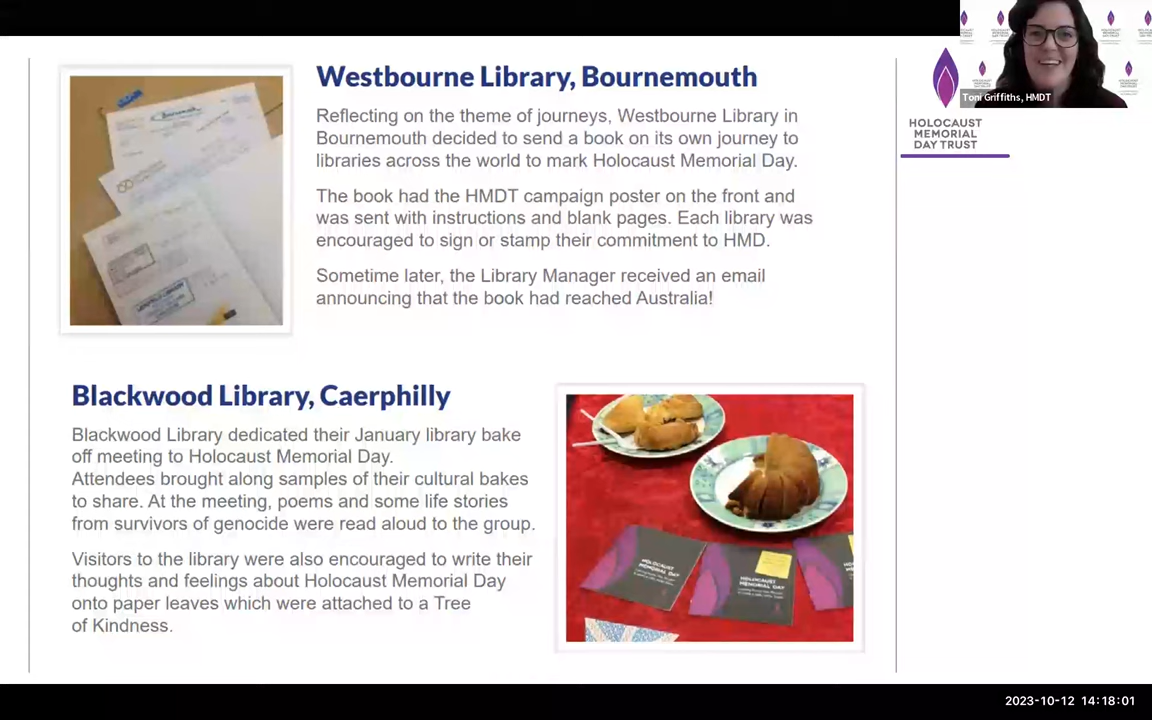 Westbourne Library, Bournemouth
Reflecting on the theme of journeys, Westbourne Library in
Bournemouth decided to send a book on its own journey to
libraries across the world to mark Holocaust Memorial Day.
The book had the HMDT campaign poster on the front and
was sent with instructions and blank pages. Each library was
encouraged to sign or stamp their commitment to HMD.
Sometime later, the Library Manager received an email
announcing that the book had reached Australia!
Toni Griffiths, HMDT
HOLOCAUST
MEMORIAL
DAY TRUST
Blackwood Library, Caerphilly
Blackwood Library dedicated their January library bake
off meeting to Holocaust Memorial Day.
Attendees brought along samples of their cultural bakes
to share. At the meeting, poems and some life stories
from survivors of genocide were read aloud to the group.
Visitors to the library were also encouraged to write their
thoughts and feelings about Holocaust Memorial Day
onto paper leaves which were attached to a Tree
of Kindness.
HOLOCAUST
MEMORIAL DAY
HOLOCAUST
MEMORIAL DAY
2023-10-12 14:18:01